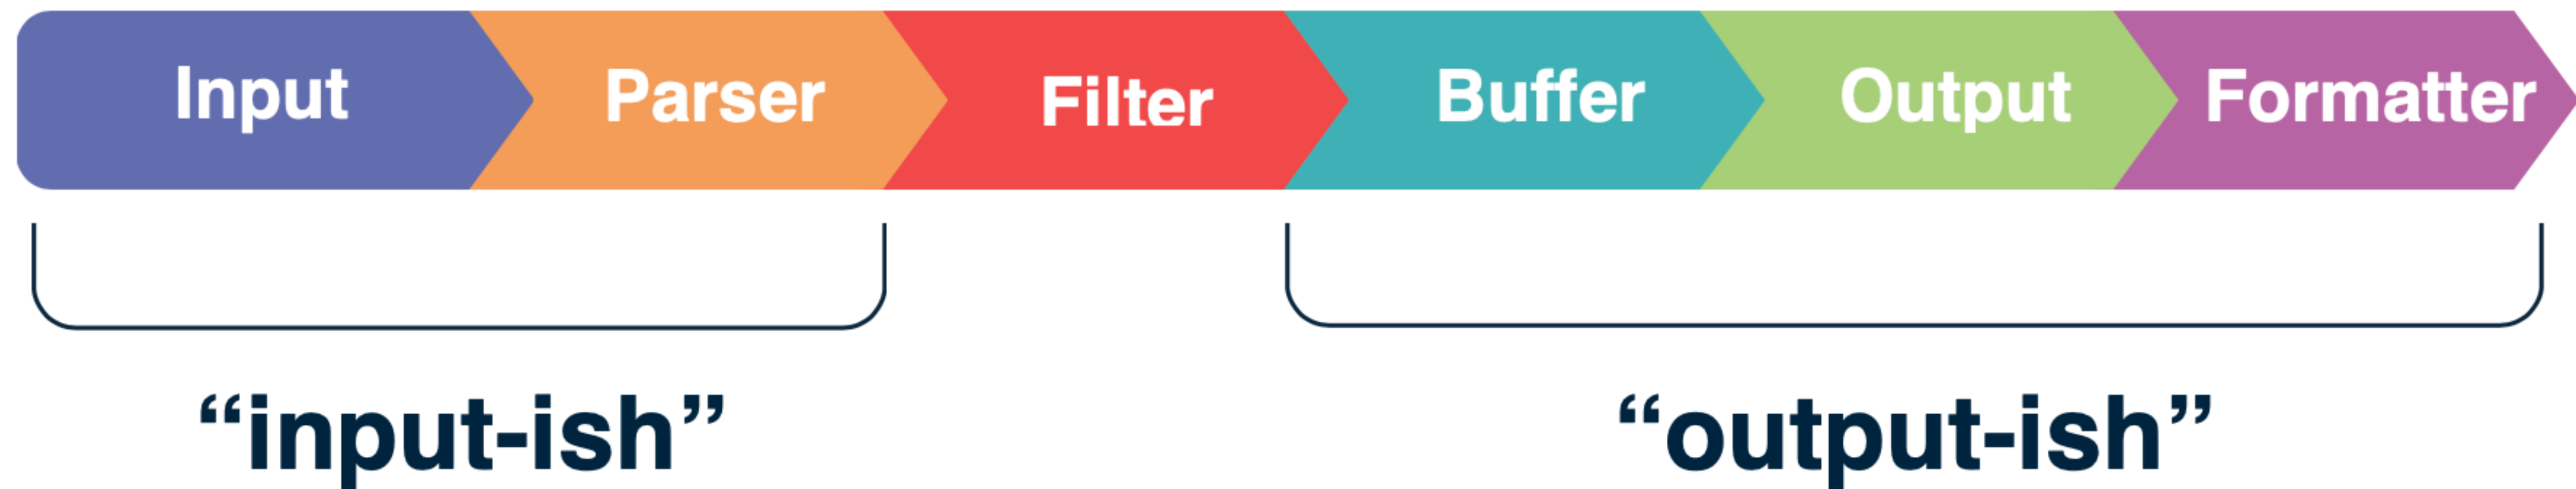 Input Parser Filter Buffer Output Formatter
“input-ish” “output-ish”